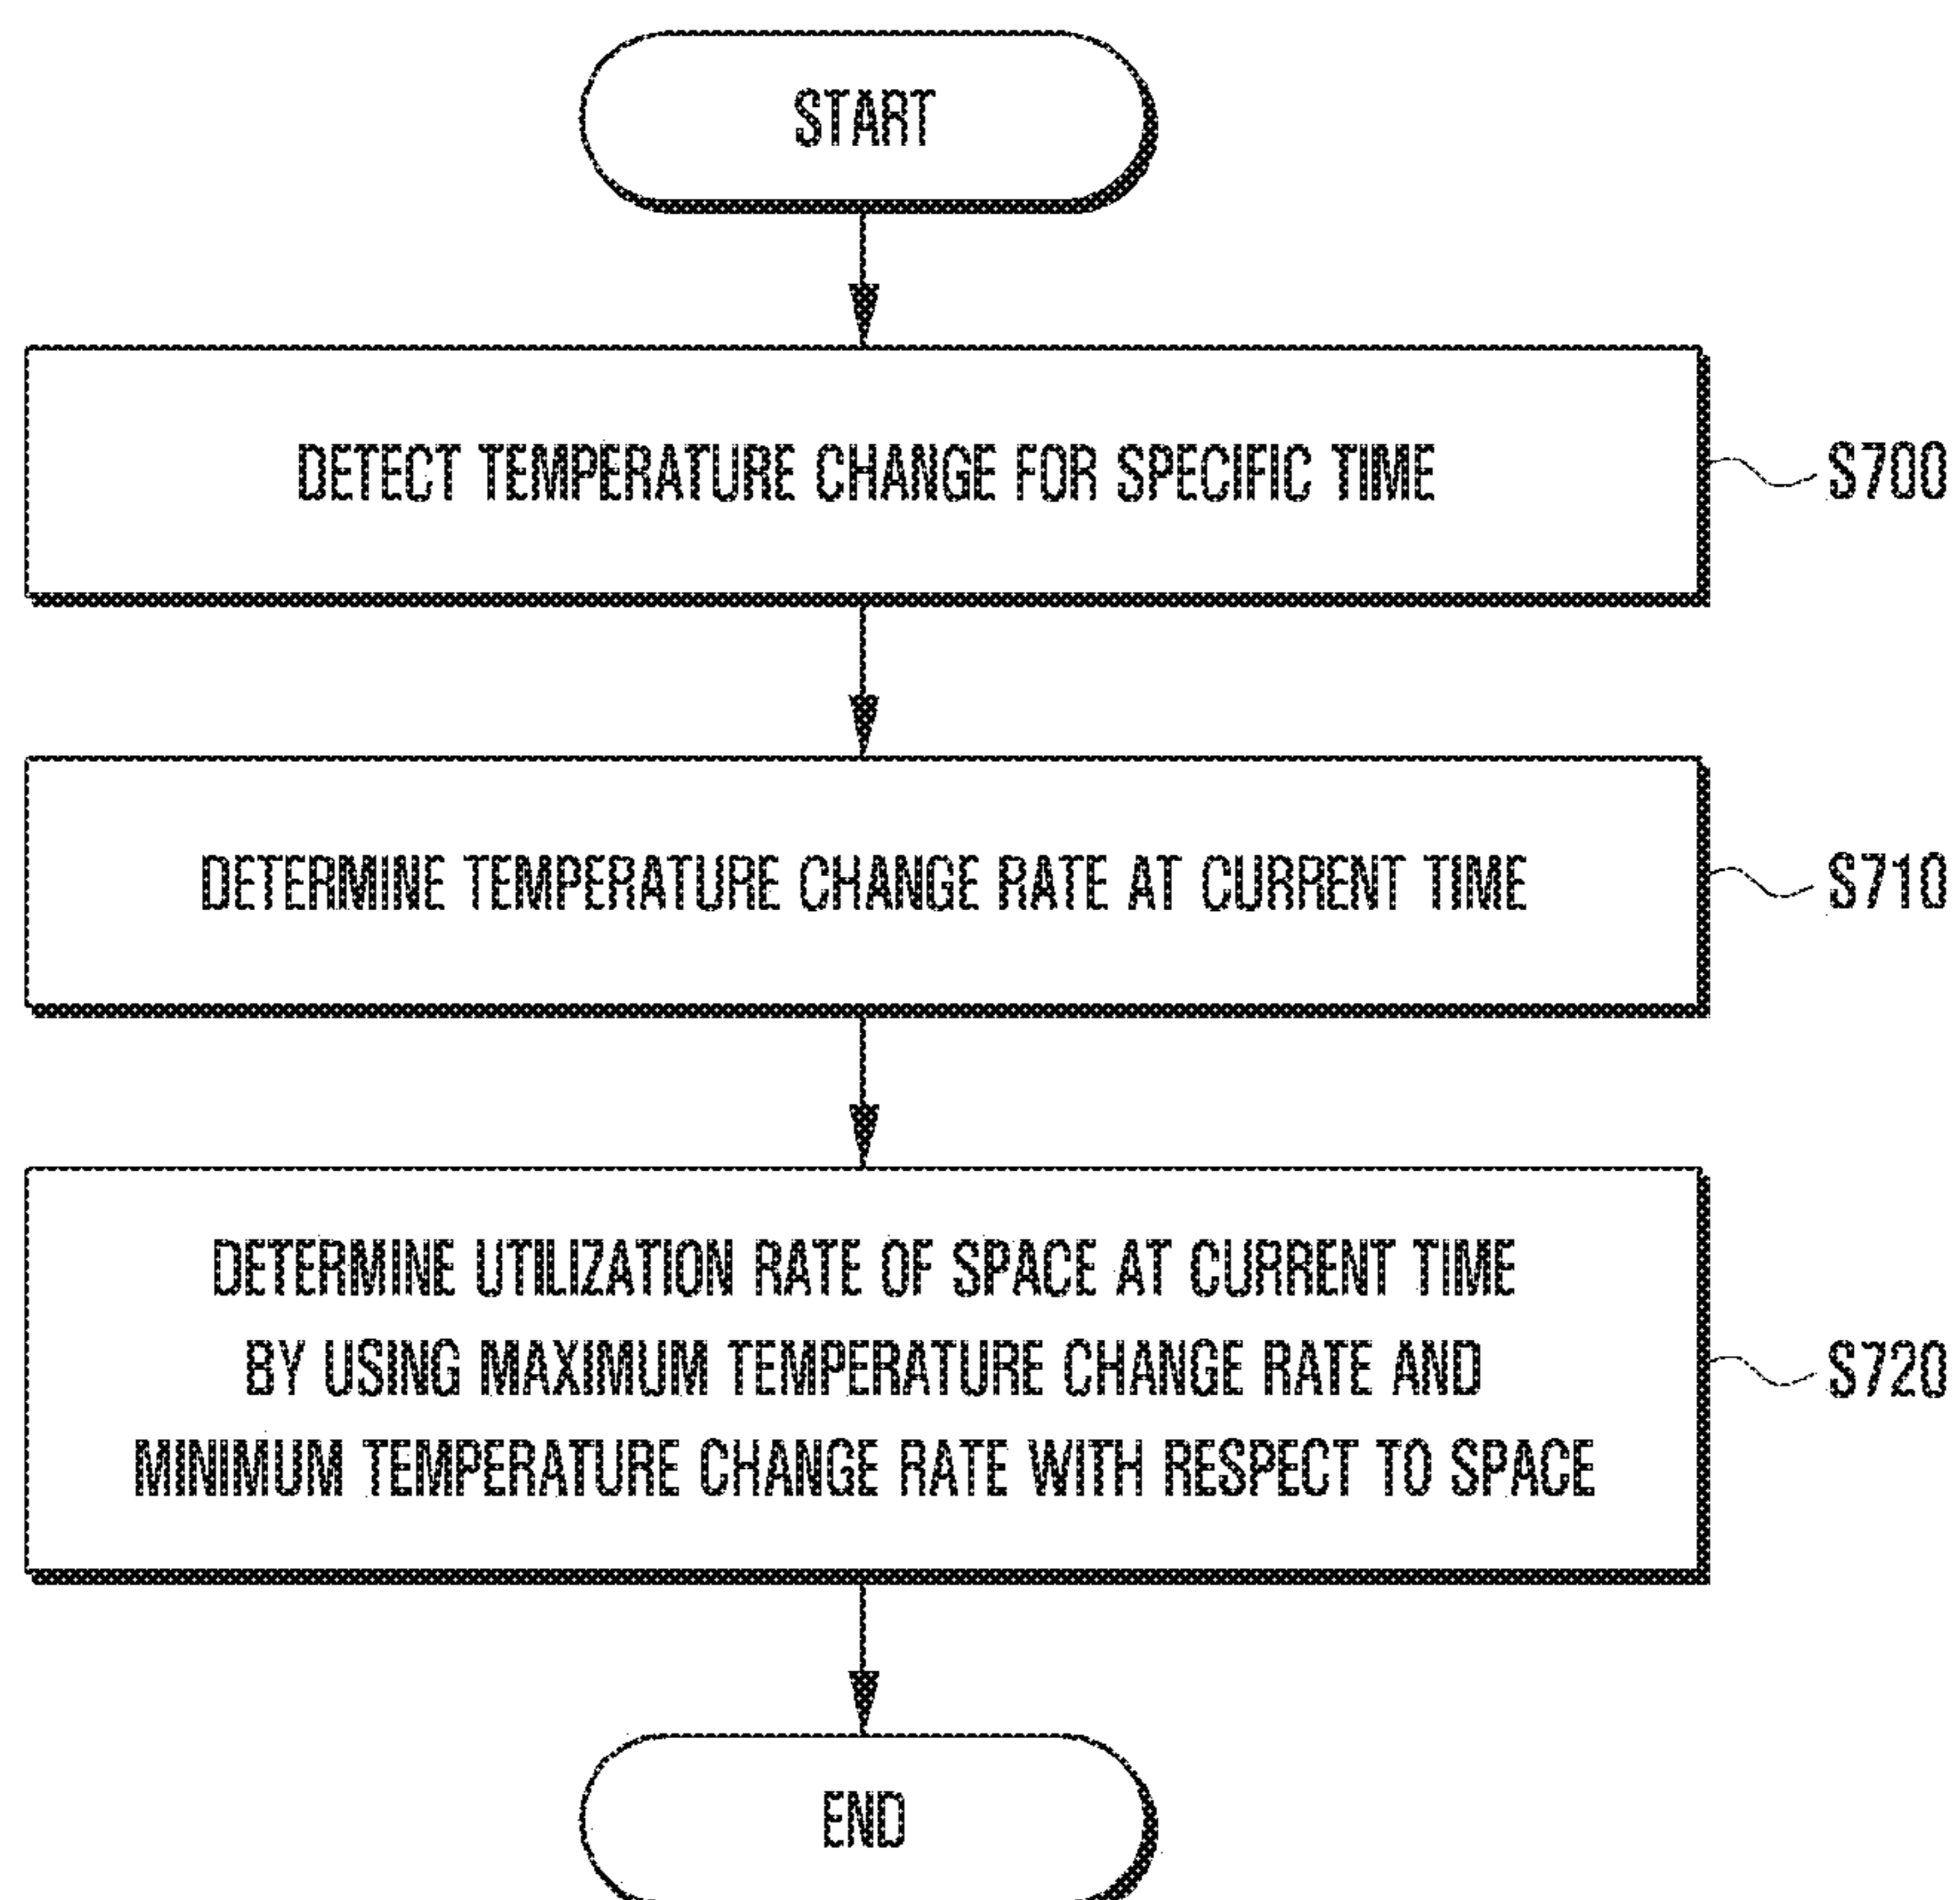 START
DETECT TEMPERATURE CHANGE FOR SPECIFIC TIME
S700
DETERMINE TEMPERATURE CHANGE RATE AT CURRENT TIME
S710
DETERMINE UTILIZATION RATE OF SPACE AT CURRENT TIME
BY USING MAXIMUM TEMPERATURE CHANGE RATE AND
MINIMUM TEMPERATURE CHANGE RATE WITH RESPECT TO SPACE
S720
END